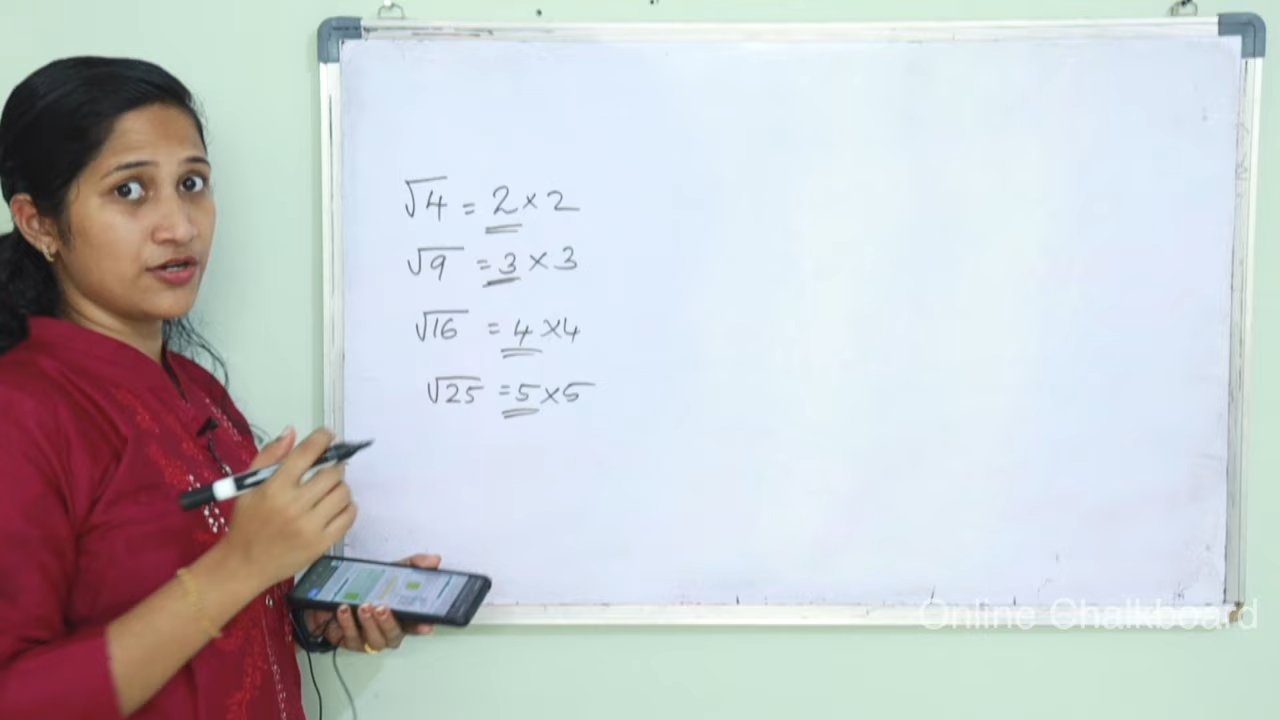 √4 = 2 × 2
√9 = 3 × 3
√16 = 4 × 4
√25 = 5 × 5
Online Chalkboard